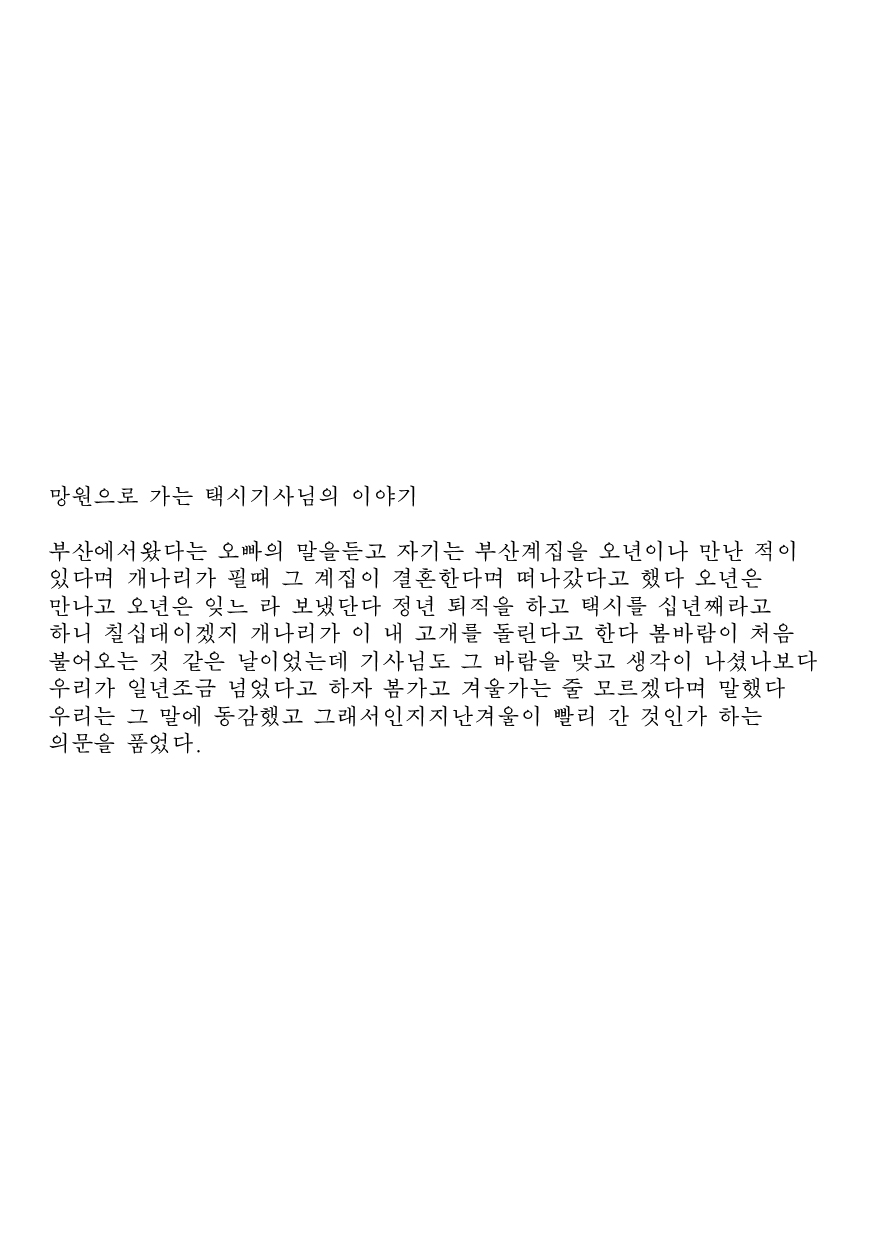 망원으로 가는 택시기사님의 이야기
부산에서왔다는 오빠의 말을듣고 자기는 부산계집을 오년이나 만난 적이
있다며 개나리가 필때 그 계집이 결혼한다며 떠나갔다고 했다 오년은
만나고 오년은 잊느 라 보냈단다 정년 퇴직을 하고 택시를 십년째라고
하니 칠십대이겠지 개나리가 이 내 고개를 돌린다고 한다 봄바람이 처음
불어오는 것 같은 날이었는데 기사님도 그 바람을 맞고 생각이 나셨나보다
우리가 일년조금 넘었다고 하자 봄가고 겨울가는 줄 모르겠다며 말했다
우리는 그 말에 동감했고 그래서인지지난겨울이 빨리 간 것인가 하는
의문을 품었다.